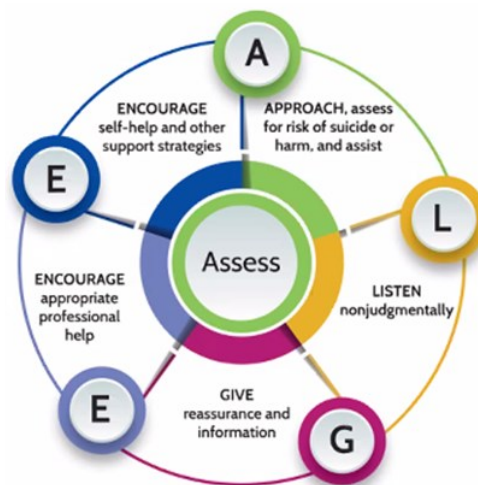 A
APPROACH, assess
for risk of suicide or
harm, and assist
L
LISTEN
nonjudgmentally
G
GIVE
reassurance and
information
E
ENCOURAGE
appropriate
professional
help
E
ENCOURAGE
self-help and other
support strategies
Assess